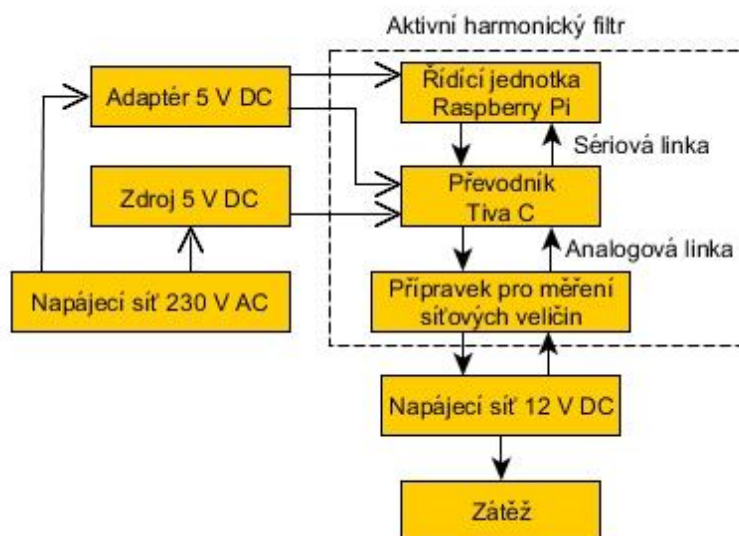 Aktivní harmonický filtr
Adaptér 5 V DC
Řídící jednotka
Raspberry Pi
Sériová linka
Zdroj 5 V DC
Převodník
Tiva C
Analogová linka
Napájecí síť 230 V AC
Přípravek pro měření
síťových veličin
Napájecí síť 12 V DC
Zátěž